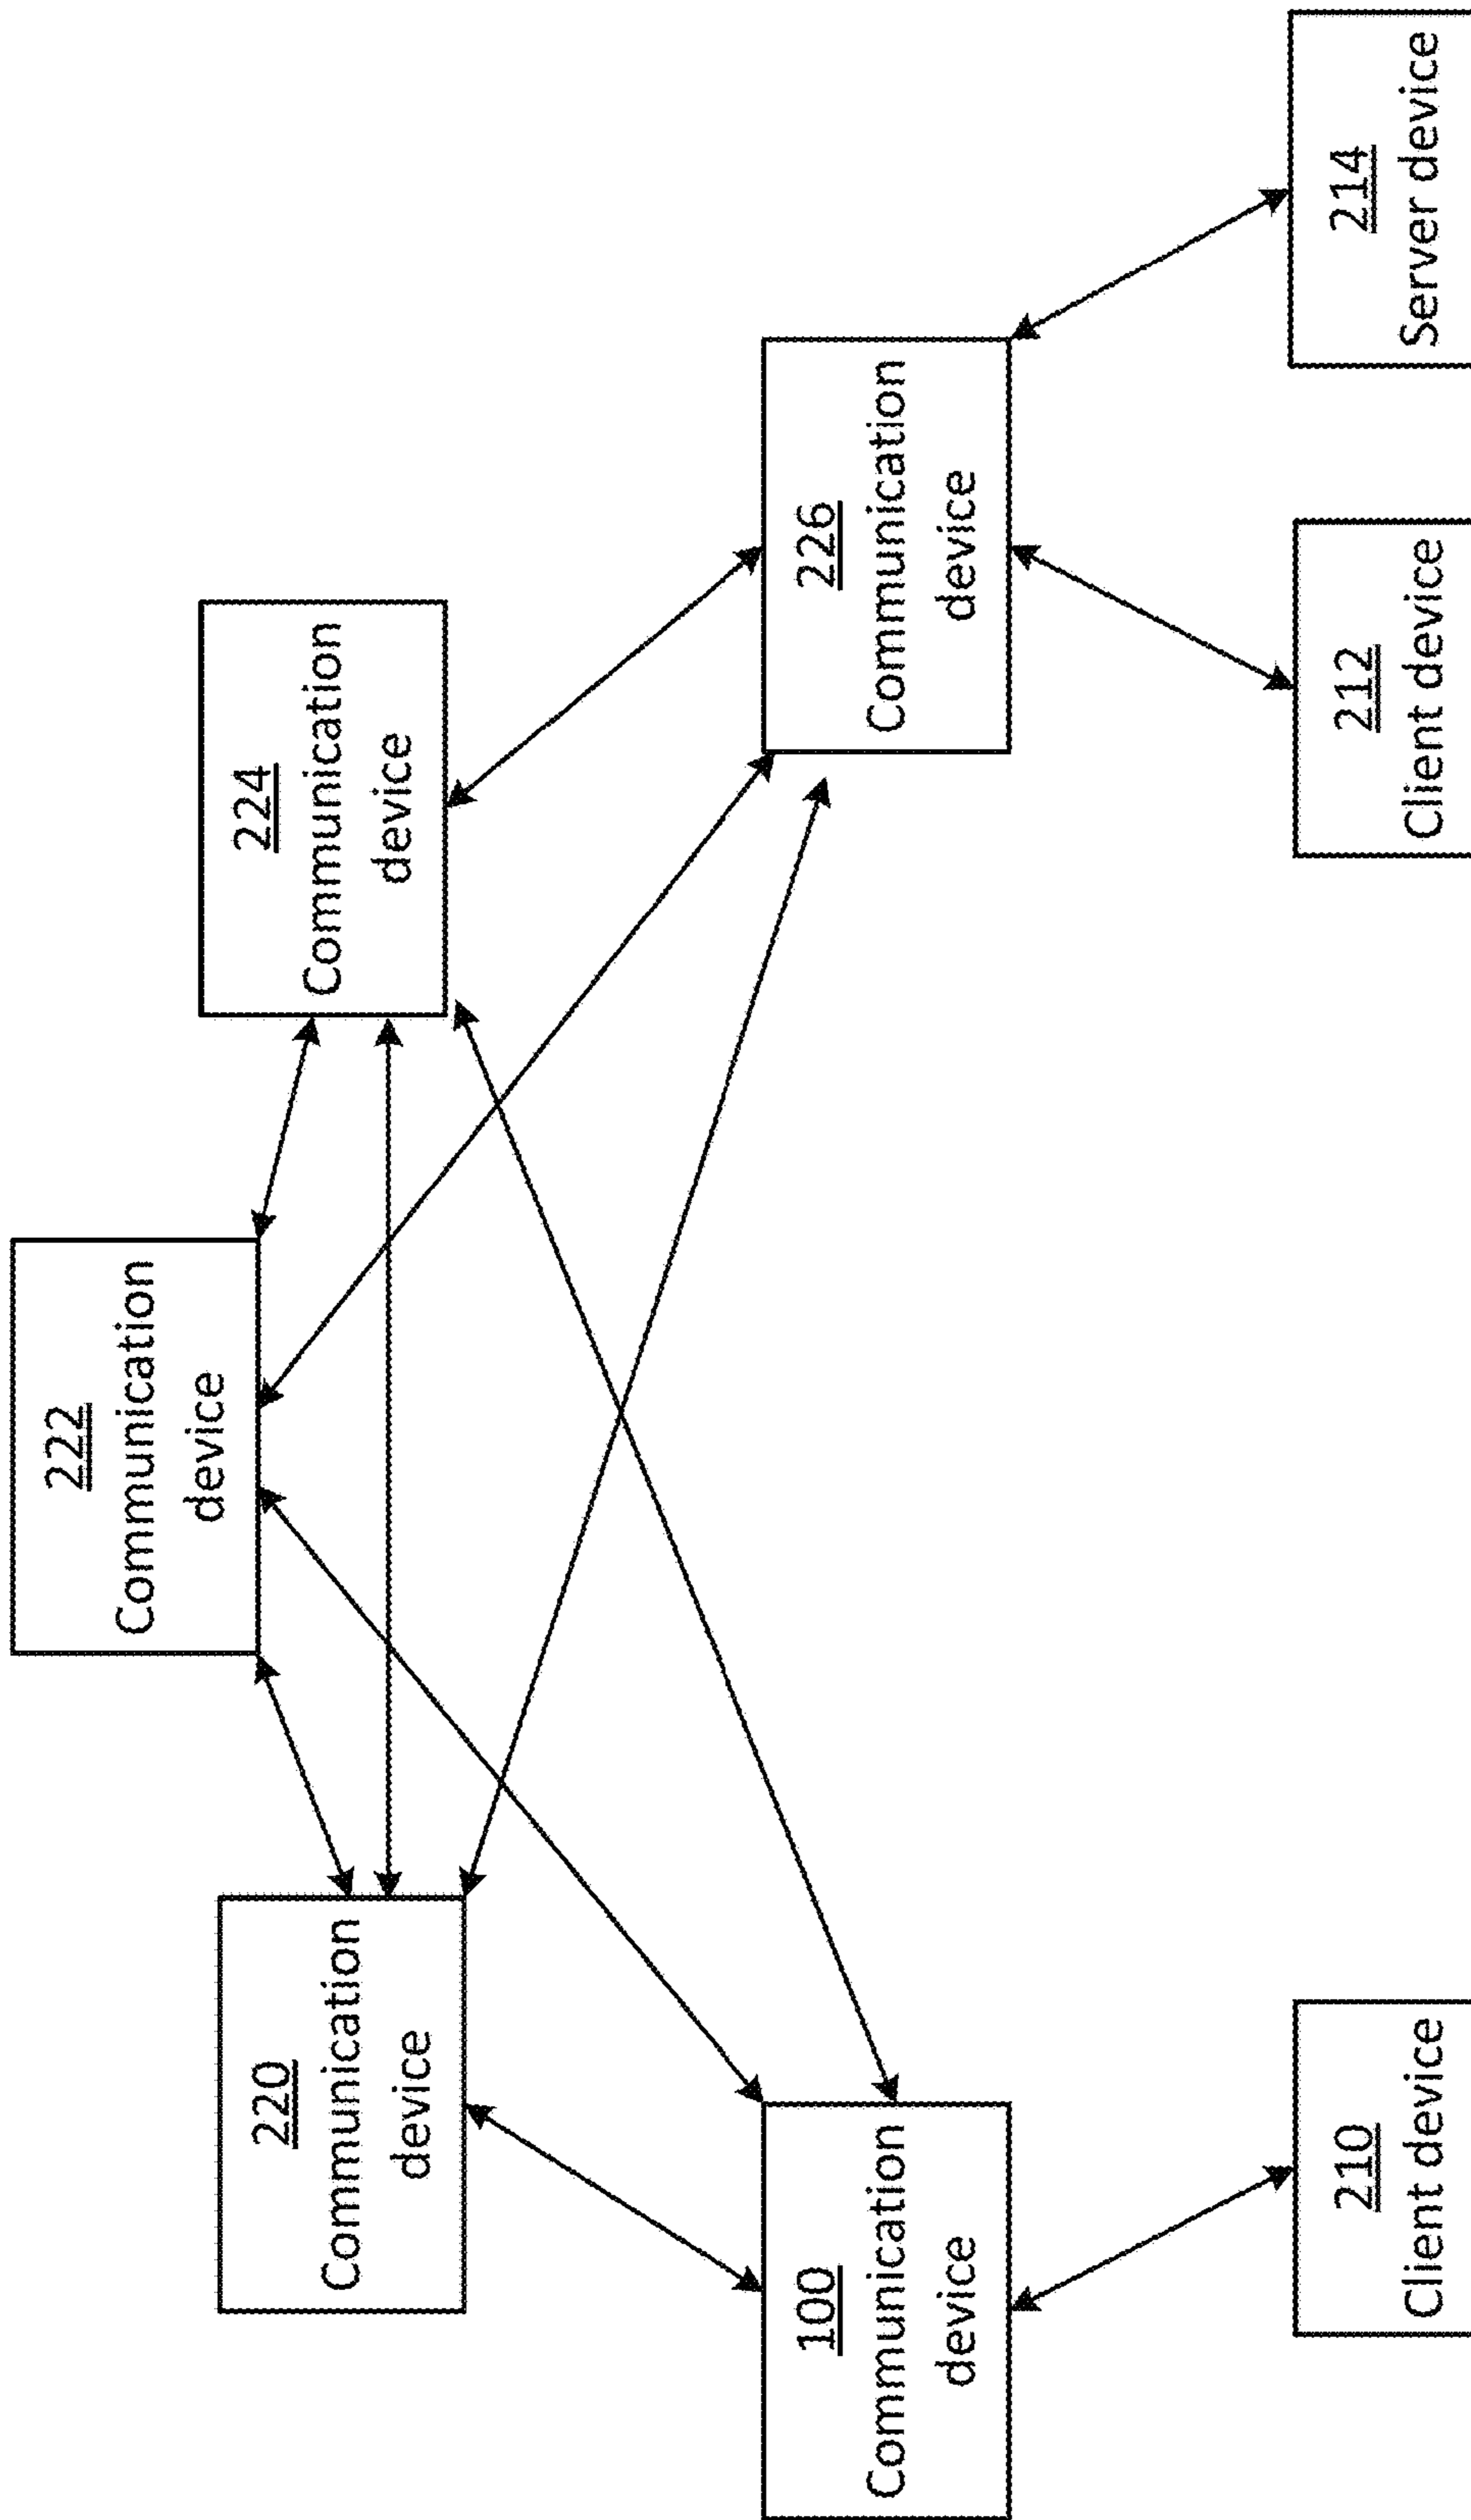 222
Communication
device
224
Communication
device
220
Communication
device
226
Communication
device
100
Communication
device
210
Client device
212
Client device
214
Server device